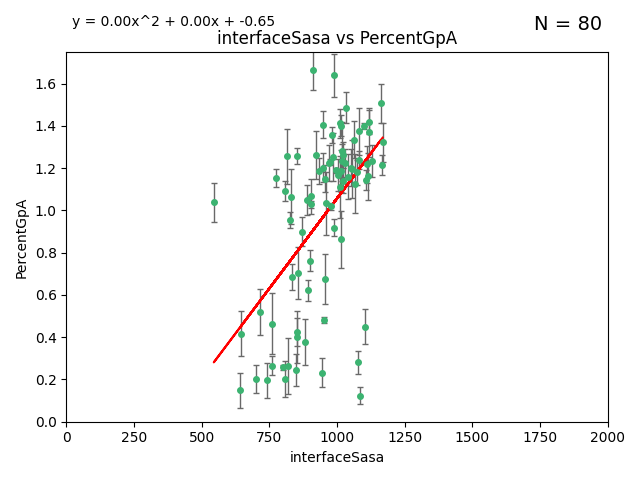 y = 0.00x^2 + 0.00x + -0.65
N = 80
interfaceSasa vs PercentGpA
PercentGpA
1.6
1.4
1.2
1.0
0.8
0.6
0.4
0.2
0.0
0 250 500 750 1000 1250 1500 1750 2000
interfaceSasa